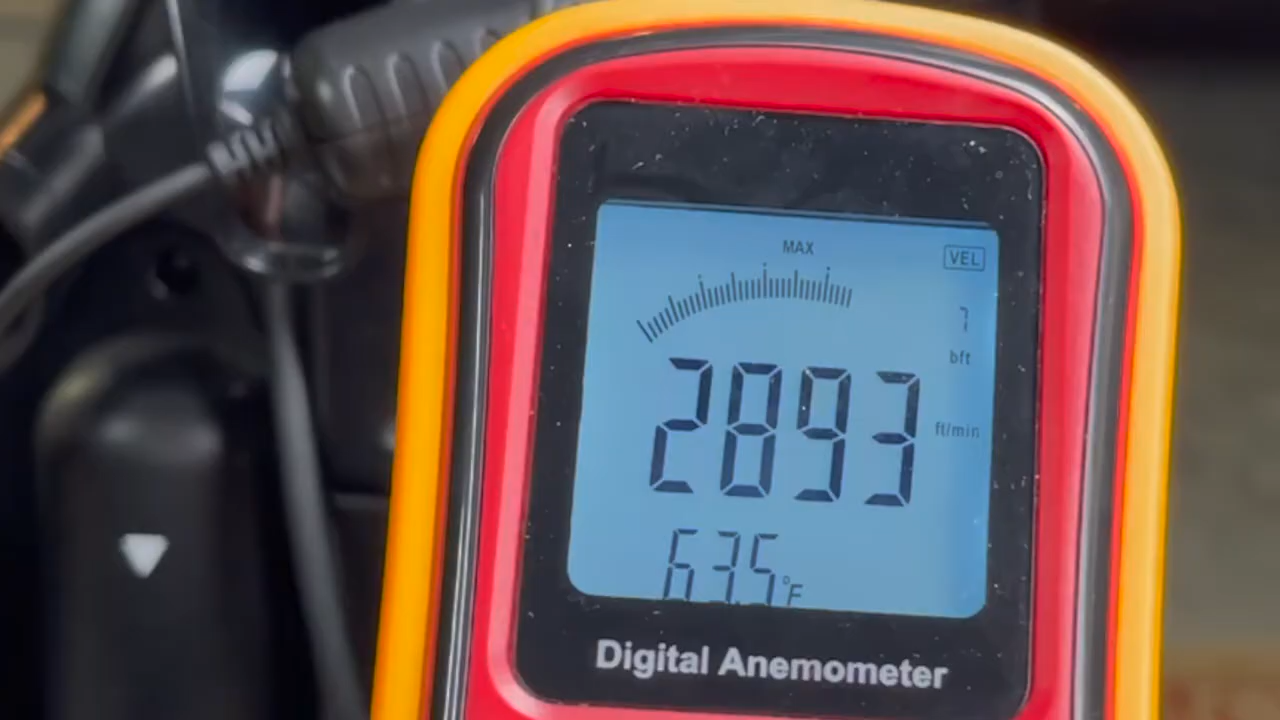 MAX
VEL
7
bft
2893
ft/min
63.5°F
Digital Anemometer